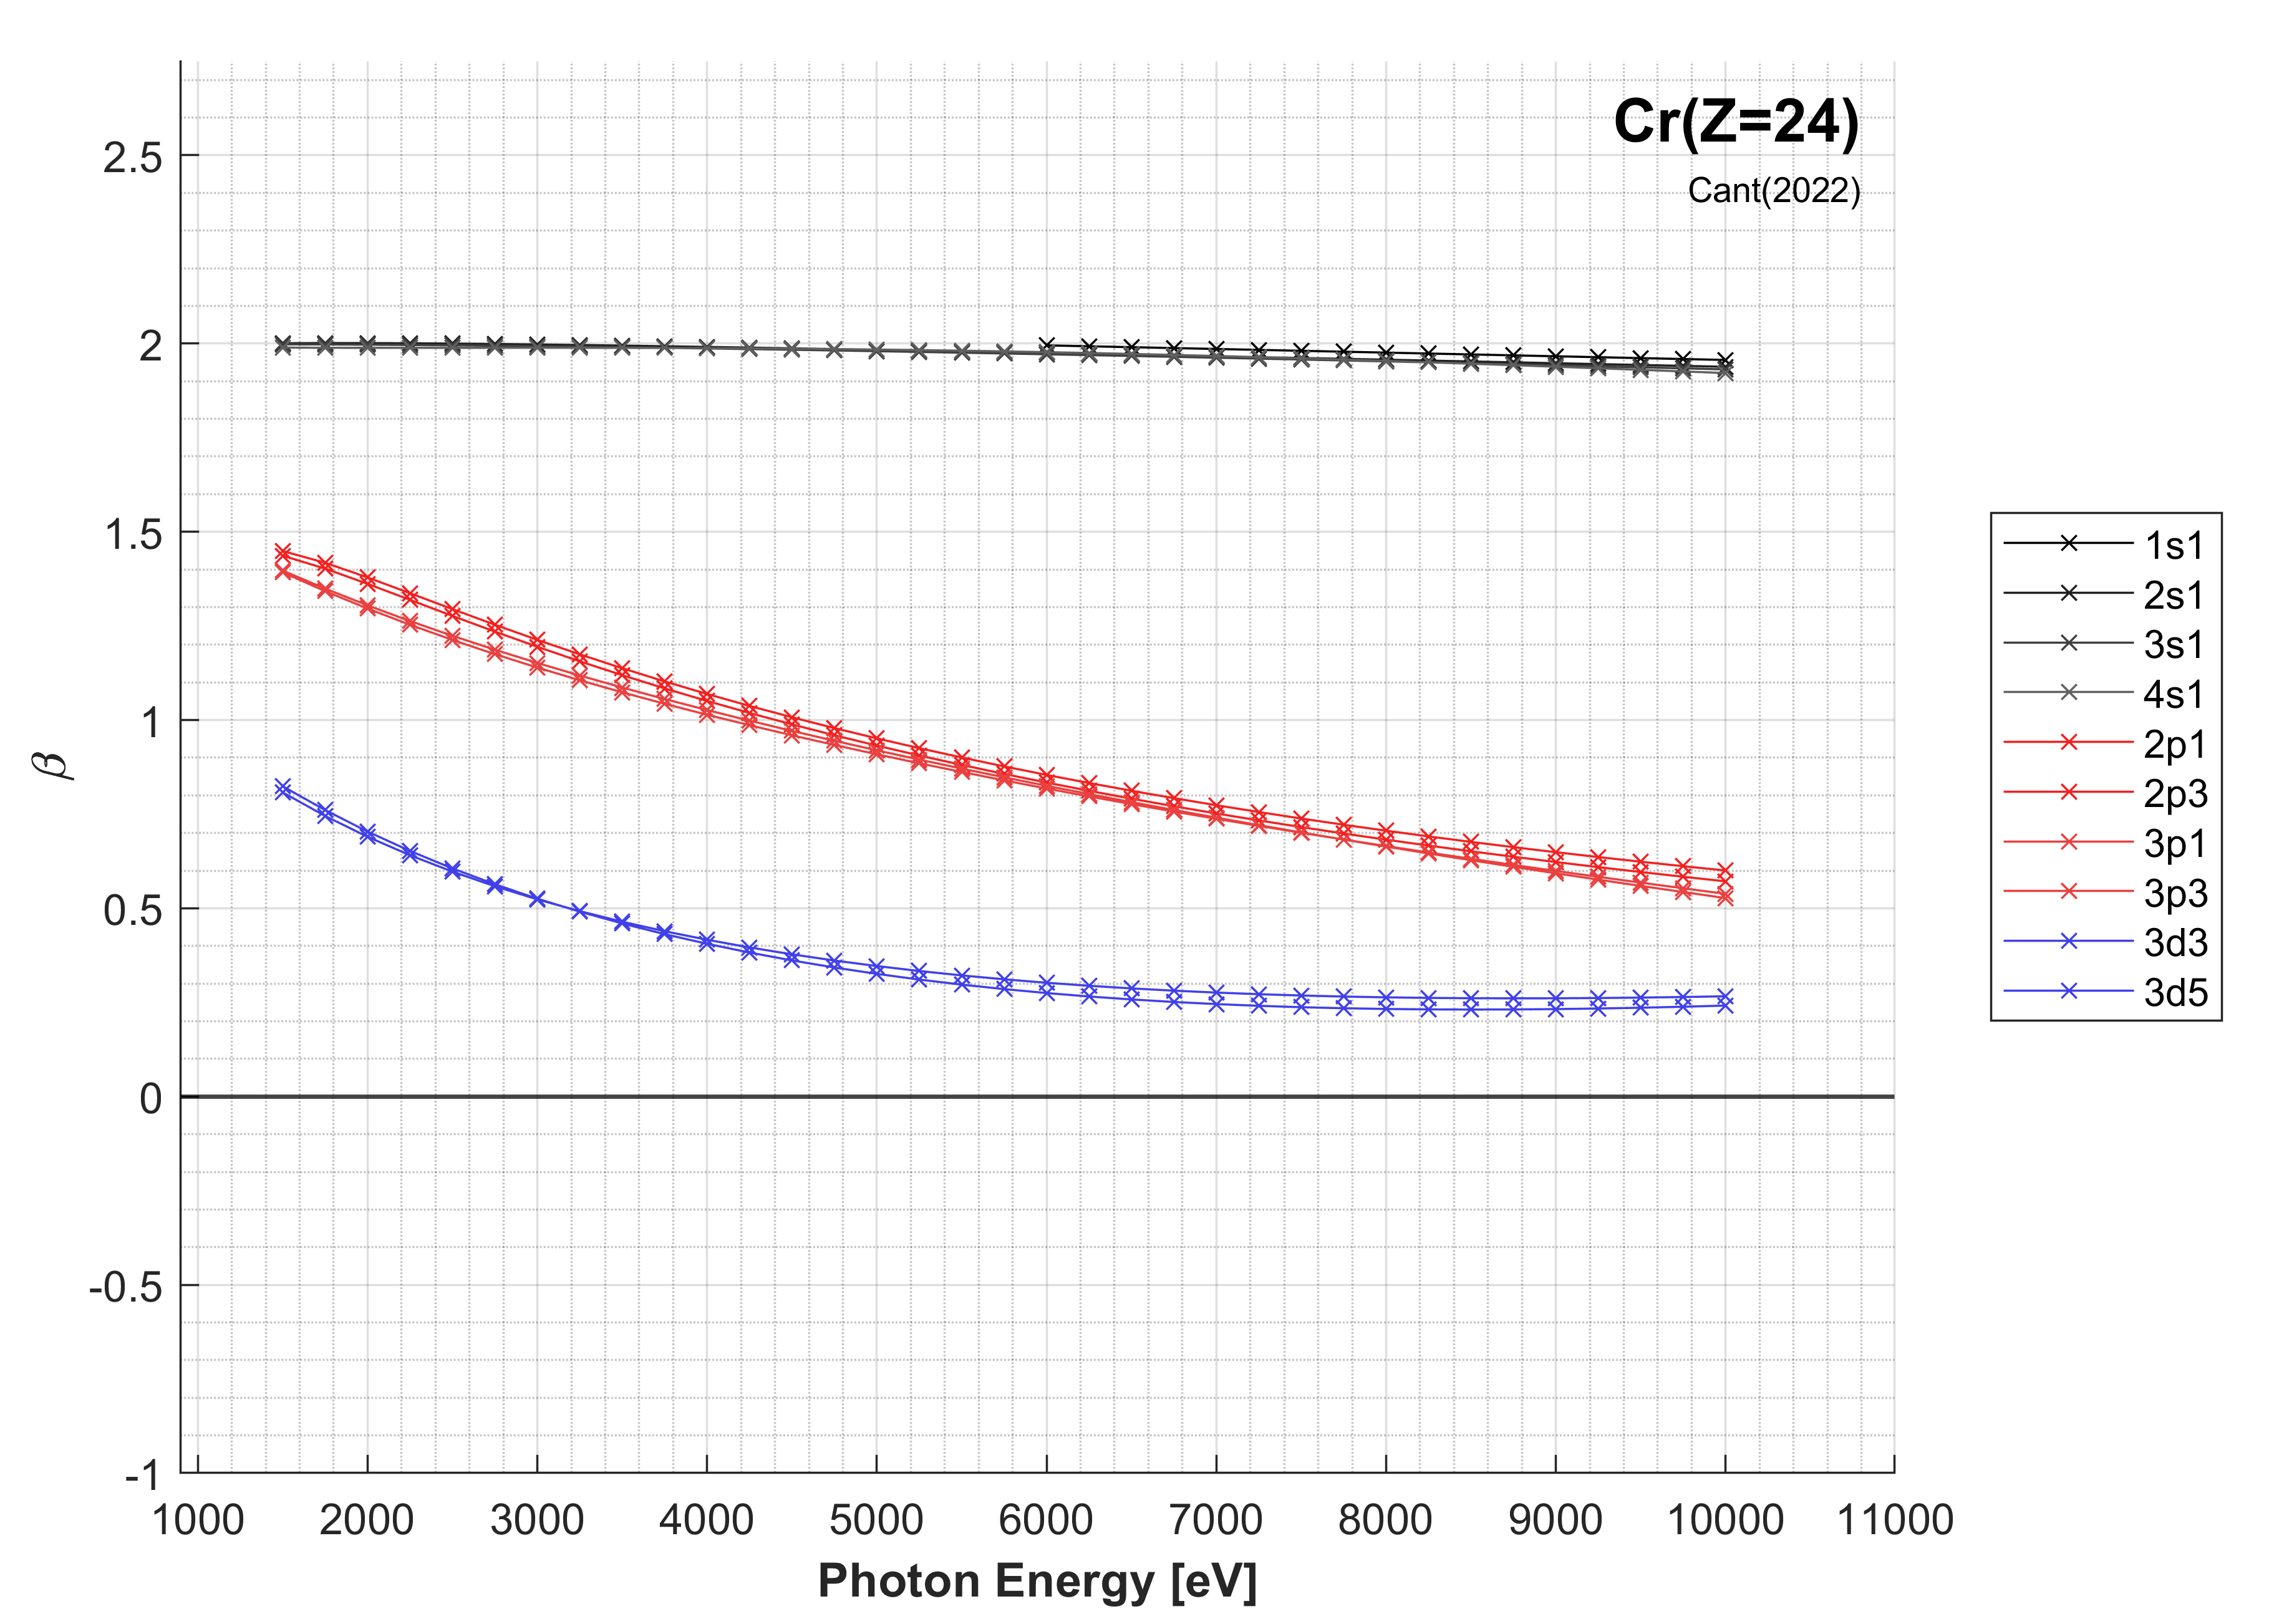 Cr(Z=24)
Cant(2022)
2.5
2
1.5
1
0.5
0
-0.5
-1
β
1000 2000 3000 4000 5000 6000 7000 8000 9000 10000 11000
Photon Energy [eV]
1s1
2s1
3s1
4s1
2p1
2p3
3p1
3p3
3d3
3d5